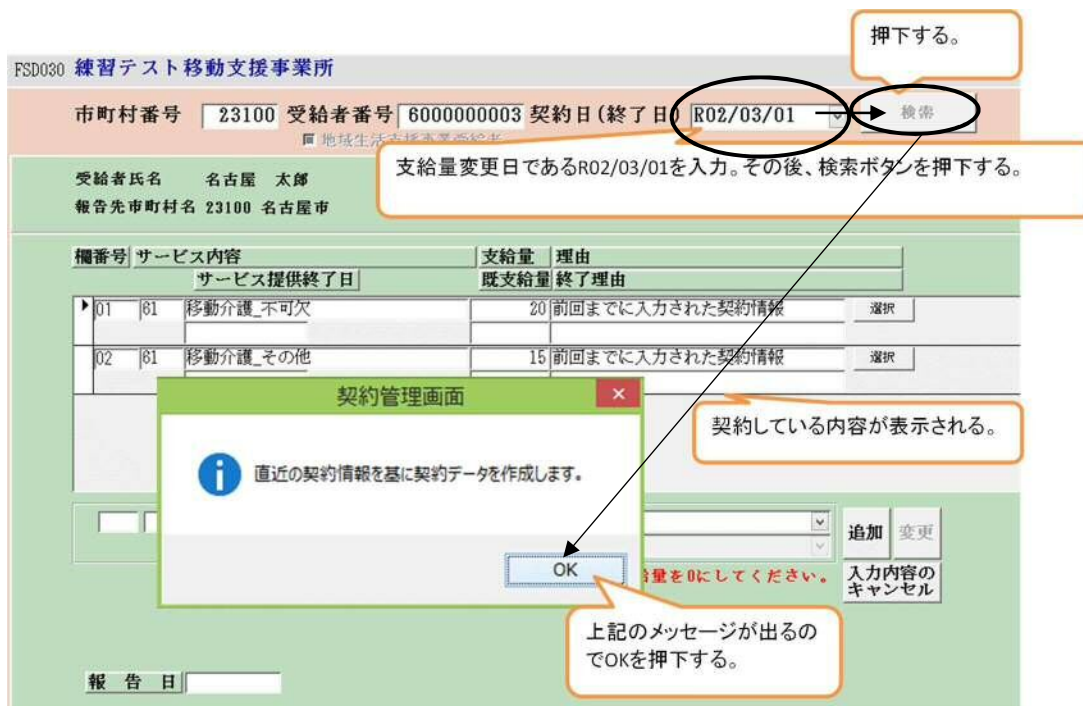 押下する。
FSD030 練習テスト移動支援事業所
市町村番号 23100 受給者番号 6000000003 契約日(終了日) R02/03/01 検索
地域生活支援事業受給者
支給量変更日であるR02/03/01を入力。その後、検索ボタンを押下する。
受給者氏名 名古屋 太郎
報告先市町村名 23100 名古屋市
欄番号 サービス内容 支給量 理由
サービス提供終了日 既支給量 終了理由
01 61 移動介護_不可欠 20 前回までに入力された契約情報 選択
02 61 移動介護_その他 15 前回までに入力された契約情報 選択
契約管理画面
契約している内容が表示される。
直近の契約情報を基に契約データを作成します。
追加 変更
OK
量を0にしてください。 入力内容の
キャンセル
上記のメッセージが出るの
でOKを押下する。
報 告 日